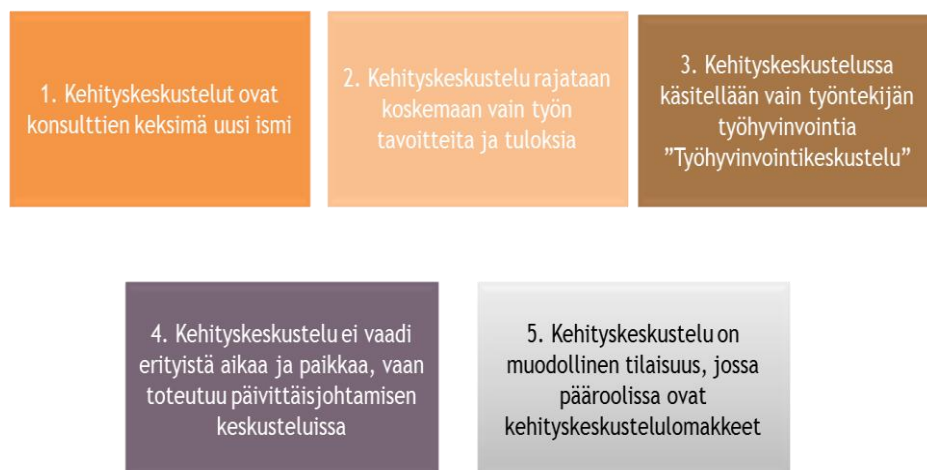 1. Kehityskeskustelut ovat
konsulttien keksimä uusi ismi
2. Kehityskeskustelu rajataan
koskemaan vain työn
tavoitteita ja tuloksia
3. Kehityskeskustelussa
käsitellään vain työntekijän
työhyvinvointia
”Työhyvinvointikeskustelu”
4. Kehityskeskustelu ei vaadi
erityistä aikaa ja paikkaa, vaan
toteutuu päivittäisjohtamisen
keskusteluissa
5. Kehityskeskustelu on
muodollinen tilaisuus, jossa
pääroolissa ovat
kehityskeskustelulomakkeet